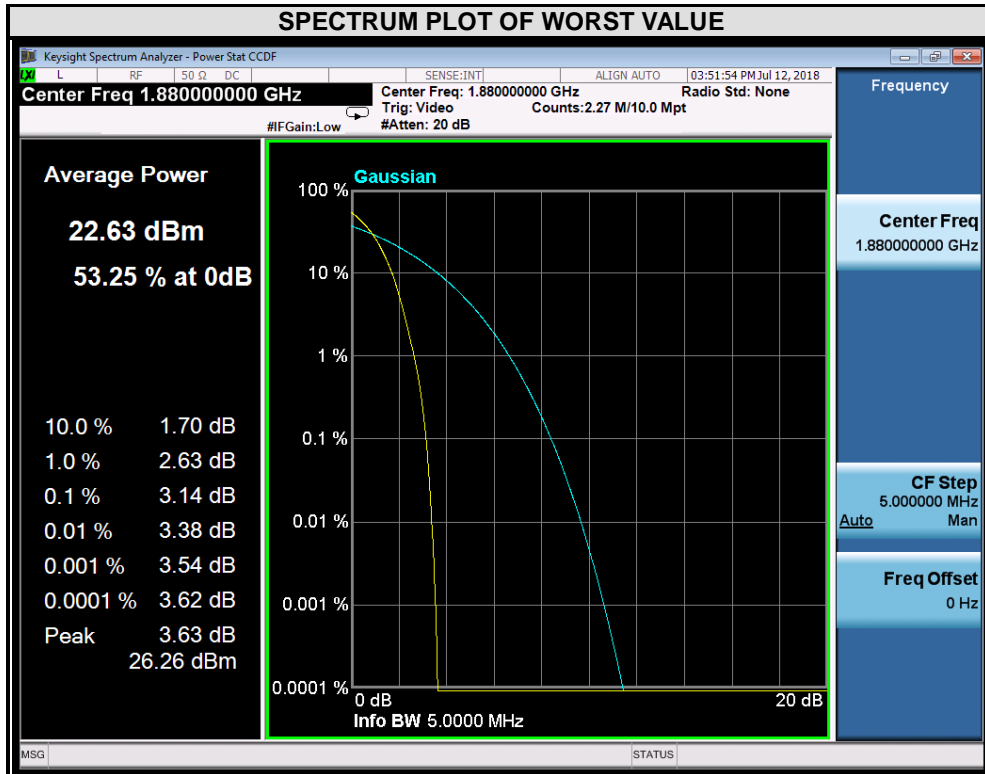 SPECTRUM PLOT OF WORST VALUE
Keysight Spectrum Analyzer - Power Stat CCDF
LXI L RF 50 Ω DC SENSE:INT ALIGN AUTO 03:51:54 PM Jul 12, 2018
Center Freq 1.880000000 GHz
Center Freq: 1.880000000 GHz Radio Std: None
Trig: Video Counts:2.27 M/10.0 Mpt
#IFGain:Low #Atten: 20 dB
Frequency
Average Power
22.63 dBm
53.25 % at 0dB
10.0 % 1.70 dB
1.0 % 2.63 dB
0.1 % 3.14 dB
0.01 % 3.38 dB
0.001 % 3.54 dB
0.0001 % 3.62 dB
Peak 3.63 dB
26.26 dBm
Gaussian
100 %
10 %
1 %
0.1 %
0.01 %
0.001 %
0.0001 %
0 dB 20 dB
Info BW 5.0000 MHz
Center Freq
1.880000000 GHz
CF Step
5.000000 MHz
Auto Man
Freq Offset
0 Hz
MSG STATUS